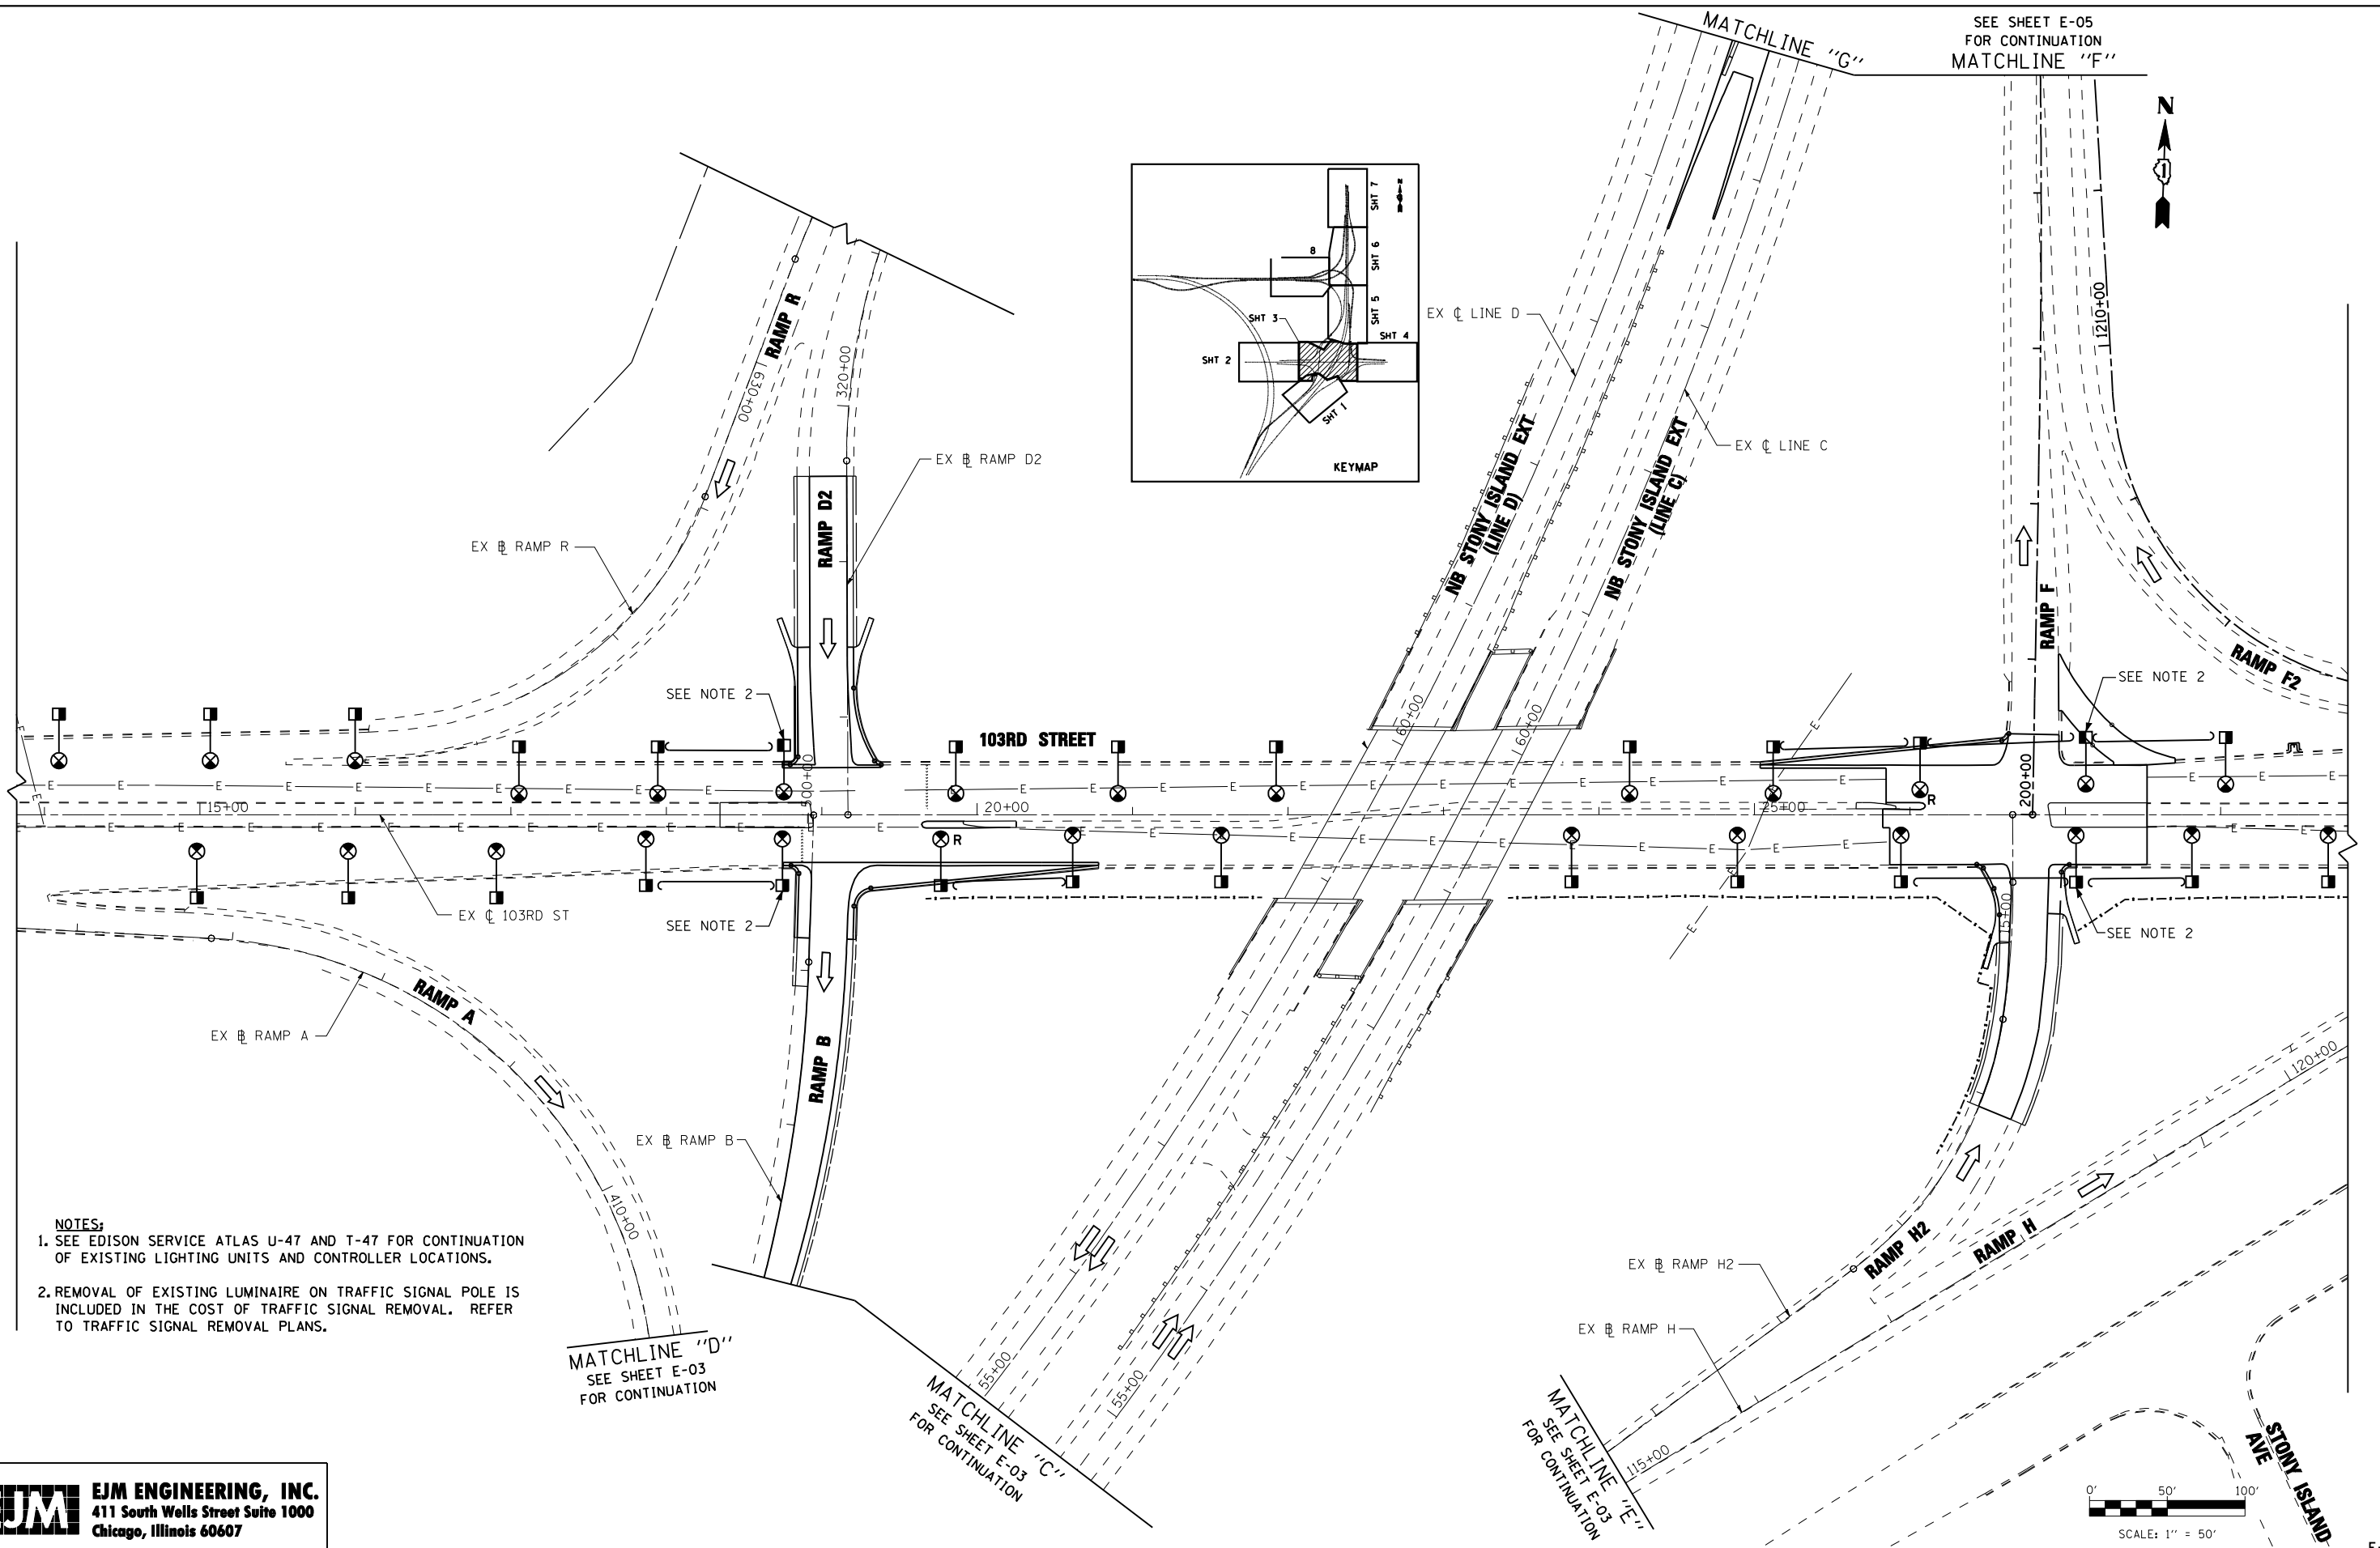 MATCHLINE "G"
SEE SHEET E-05
FOR CONTINUATION
MATCHLINE "F"
N
1
SHT 7
N
SHT 6
8
SHT 5
SHT 3
SHT 4
SHT 2
SHT 1
KEYMAP
EX ℄ LINE D
EX ℄ LINE C
NB STONY ISLAND EXT
(LINE D)
NB STONY ISLAND EXT
(LINE C)
RAMP R
630+00
320+00
EX BL RAMP D2
RAMP D2
EX BL RAMP R
1210+00
RAMP F
RAMP F2
SEE NOTE 2
SEE NOTE 2
103RD STREET
60+00
60+00
200+00
15+00
20+00
25+00
R
R
EX ℄ 103RD ST
SEE NOTE 2
SEE NOTE 2
15+00
RAMP A
EX BL RAMP A
RAMP B
EX BL RAMP B
410+00
120+00
RAMP H2
RAMP H
EX BL RAMP H2
EX BL RAMP H
NOTES:
1. SEE EDISON SERVICE ATLAS U-47 AND T-47 FOR CONTINUATION
OF EXISTING LIGHTING UNITS AND CONTROLLER LOCATIONS.
2. REMOVAL OF EXISTING LUMINAIRE ON TRAFFIC SIGNAL POLE IS
INCLUDED IN THE COST OF TRAFFIC SIGNAL REMOVAL. REFER
TO TRAFFIC SIGNAL REMOVAL PLANS.
MATCHLINE "D"
SEE SHEET E-03
FOR CONTINUATION
55+00
55+00
MATCHLINE "C"
SEE SHEET E-03
FOR CONTINUATION
MATCHLINE "E"
SEE SHEET E-03
FOR CONTINUATION
115+00
STONY ISLAND
AVE
0' 50' 100'
SCALE: 1" = 50'
EJM ENGINEERING, INC.
411 South Wells Street Suite 1000
Chicago, Illinois 60607